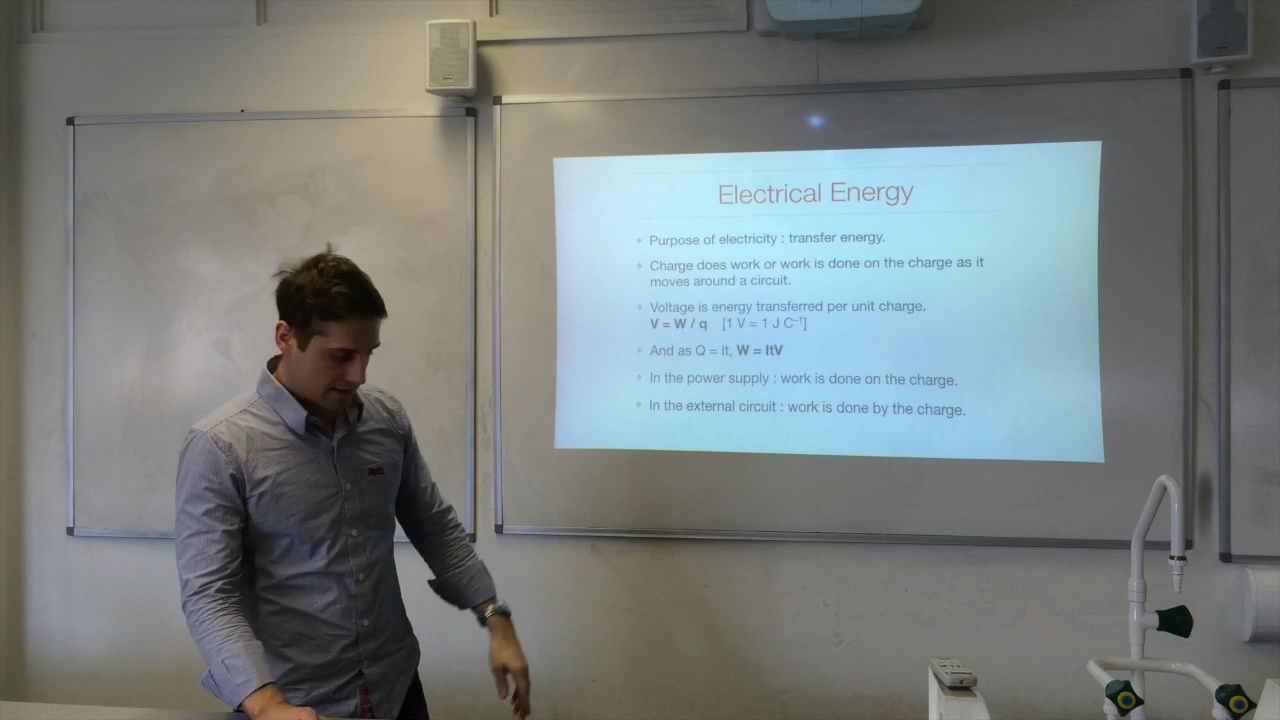 Electrical Energy
Purpose of electricity : transfer energy.
Charge does work or work is done on the charge as it
moves around a circuit.
Voltage is energy transferred per unit charge.
V = W / q [1 V = 1 J C⁻¹]
And as Q = It, W = ItV
In the power supply : work is done on the charge.
In the external circuit : work is done by the charge.